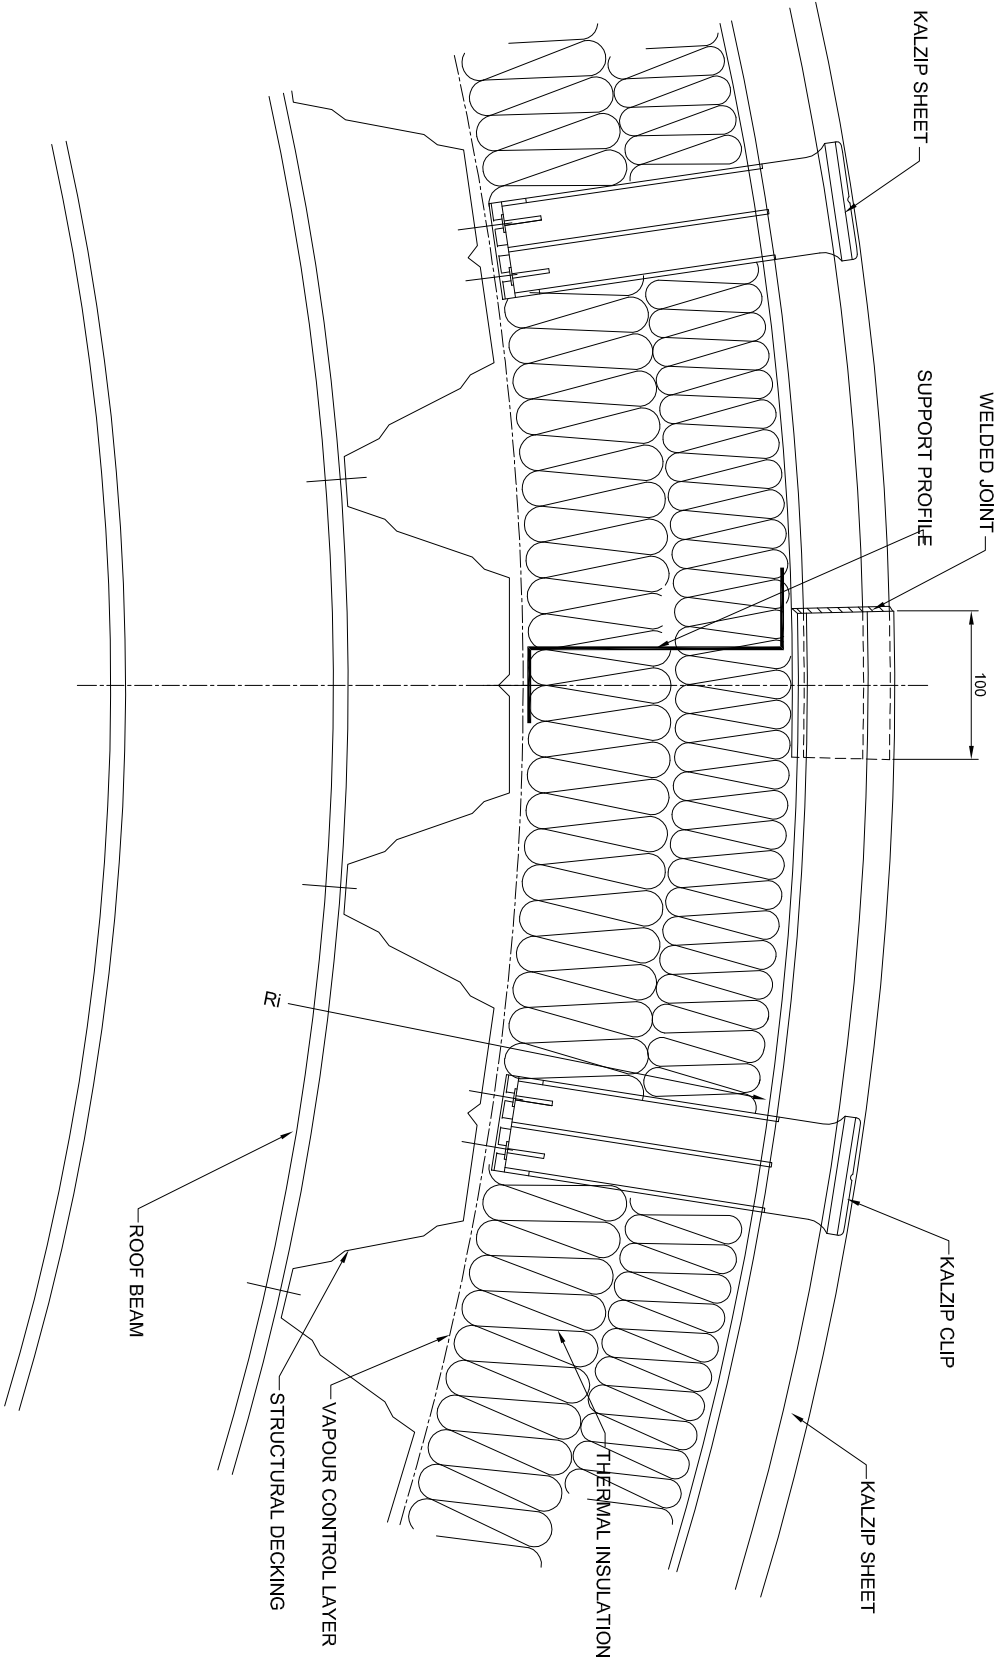 KALZIP SHEET
WELDED JOINT
SUPPORT PROFILE
100
KALZIP CLIP
KALZIP SHEET
Ri
ROOF BEAM
STRUCTURAL DECKING
VAPOUR CONTROL LAYER
THERMAL INSULATION